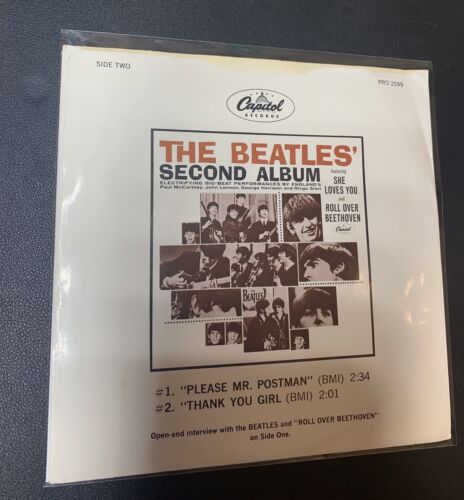 SIDE TWO
PRO 2599
Capitol
RECORDS
THE BEATLES'
SECOND ALBUM
ELECTRIFYING BIG-BEAT PERFORMANCES BY ENGLAND'S
Paul McCartney, John Lennon, George Harrison and Ringo Starr
featuring
SHE
LOVES YOU
and
ROLL OVER
BEETHOVEN
Capitol
THE
BEATLES
#1. "PLEASE MR. POSTMAN" (BMI) 2:34
#2. "THANK YOU GIRL (BMI) 2:01
Open-end interview with the BEATLES and "ROLL OVER BEETHOVEN"
on Side One.